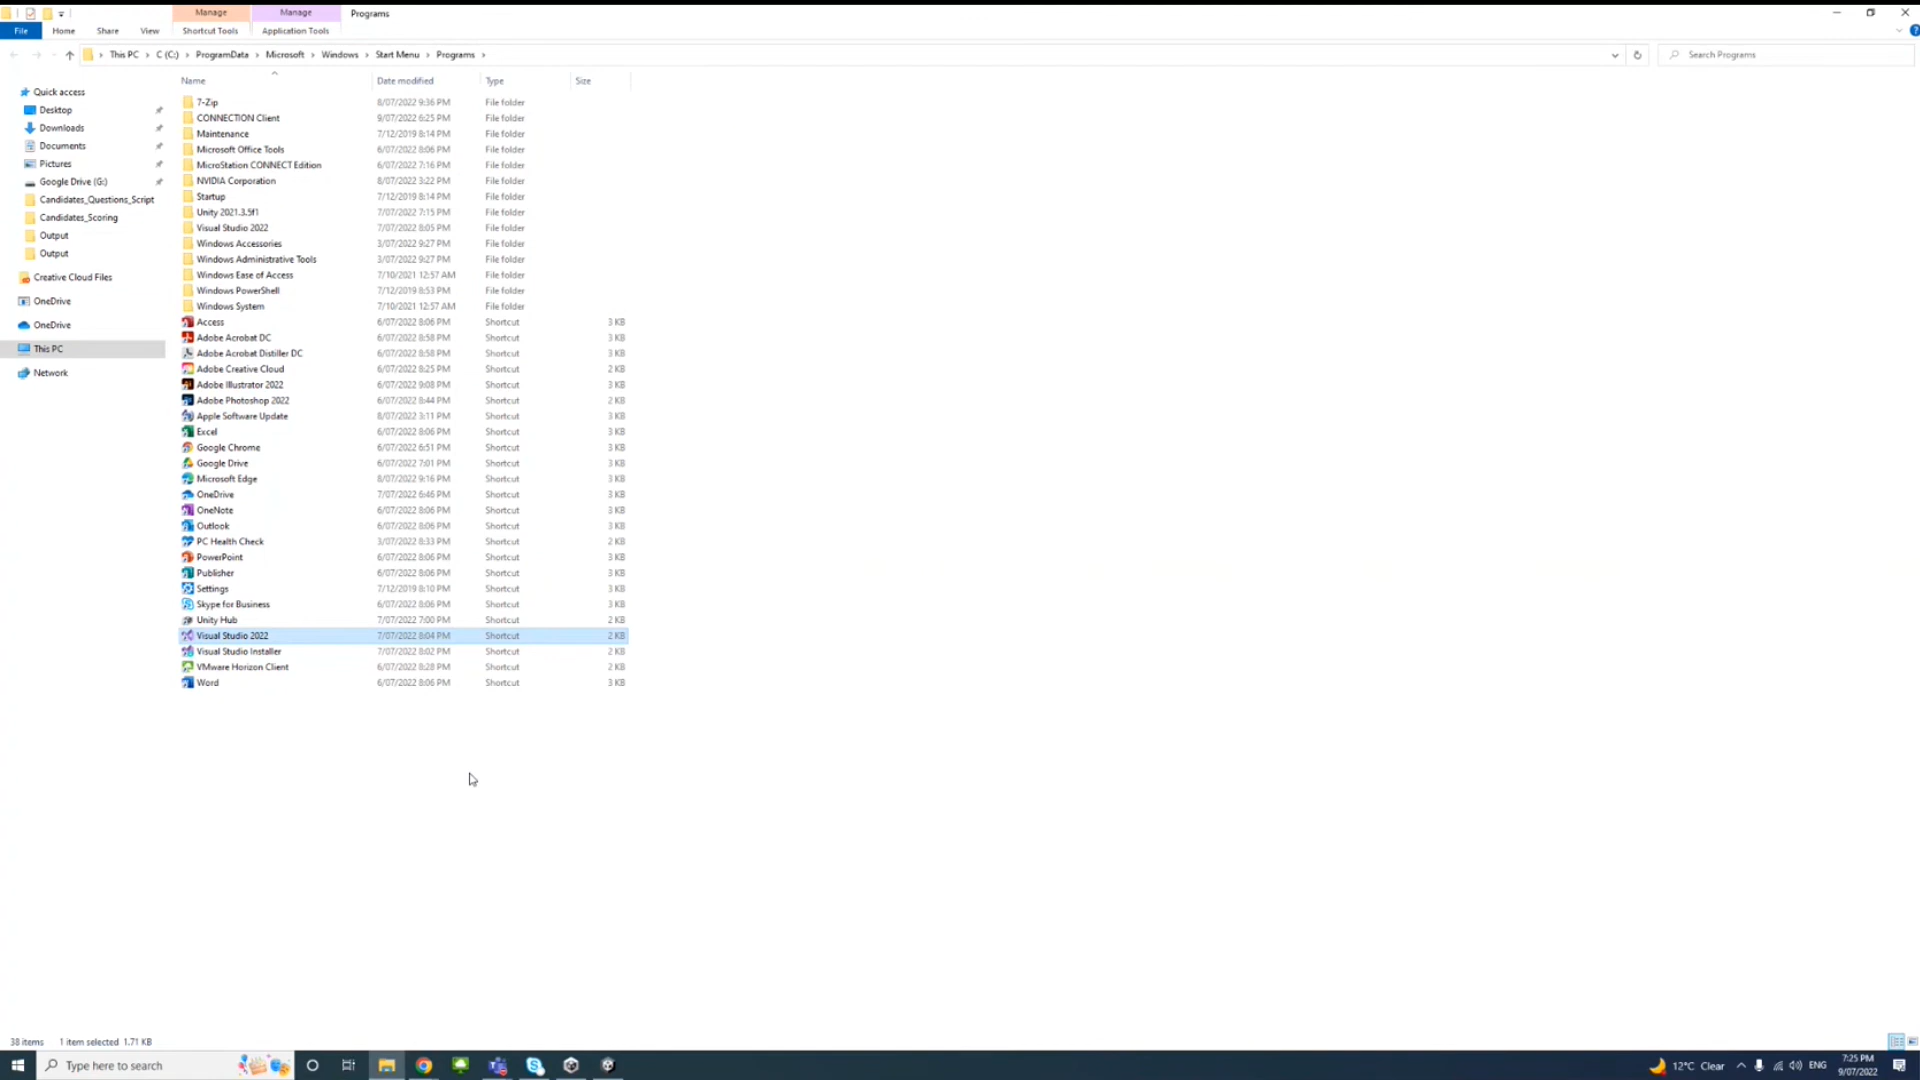 Manage Manage Programs
File Home Share View Shortcut Tools Application Tools
This PC C (C:) ProgramData Microsoft Windows Start Menu Programs Search Programs
Name Date modified Type Size
Quick access
Desktop
Downloads
Documents
Pictures
Google Drive (G:)
Candidates_Questions_Script
Candidates_Scoring
Output
Output
Creative Cloud Files
OneDrive
OneDrive
This PC
Network
7-Zip 8/07/2022 9:36 PM File folder
CONNECTION Client 9/07/2022 6:25 PM File folder
Maintenance 7/12/2019 8:14 PM File folder
Microsoft Office Tools 6/07/2022 8:06 PM File folder
MicroStation CONNECT Edition 6/07/2022 7:16 PM File folder
NVIDIA Corporation 8/07/2022 3:22 PM File folder
Startup 7/12/2019 8:14 PM File folder
Unity 2021.3.5f1 7/07/2022 7:15 PM File folder
Visual Studio 2022 7/07/2022 8:05 PM File folder
Windows Accessories 3/07/2022 9:27 PM File folder
Windows Administrative Tools 3/07/2022 9:27 PM File folder
Windows Ease of Access 7/10/2021 12:57 AM File folder
Windows PowerShell 7/12/2019 8:53 PM File folder
Windows System 7/10/2021 12:57 AM File folder
Access 6/07/2022 8:06 PM Shortcut 3 KB
Adobe Acrobat DC 6/07/2022 8:58 PM Shortcut 3 KB
Adobe Acrobat Distiller DC 6/07/2022 8:58 PM Shortcut 3 KB
Adobe Creative Cloud 6/07/2022 8:25 PM Shortcut 2 KB
Adobe Illustrator 2022 6/07/2022 9:08 PM Shortcut 3 KB
Adobe Photoshop 2022 6/07/2022 8:44 PM Shortcut 2 KB
Apple Software Update 8/07/2022 3:11 PM Shortcut 3 KB
Excel 6/07/2022 8:06 PM Shortcut 3 KB
Google Chrome 6/07/2022 6:51 PM Shortcut 3 KB
Google Drive 6/07/2022 7:01 PM Shortcut 3 KB
Microsoft Edge 8/07/2022 9:16 PM Shortcut 3 KB
OneDrive 7/07/2022 6:46 PM Shortcut 3 KB
OneNote 6/07/2022 8:06 PM Shortcut 3 KB
Outlook 6/07/2022 8:06 PM Shortcut 3 KB
PC Health Check 3/07/2022 8:33 PM Shortcut 2 KB
PowerPoint 6/07/2022 8:06 PM Shortcut 3 KB
Publisher 6/07/2022 8:06 PM Shortcut 3 KB
Settings 7/12/2019 8:10 PM Shortcut 3 KB
Skype for Business 6/07/2022 8:06 PM Shortcut 3 KB
Unity Hub 7/07/2022 7:00 PM Shortcut 2 KB
Visual Studio 2022 7/07/2022 8:04 PM Shortcut 2 KB
Visual Studio Installer 7/07/2022 8:02 PM Shortcut 2 KB
VMware Horizon Client 6/07/2022 8:28 PM Shortcut 2 KB
Word 6/07/2022 8:06 PM Shortcut 3 KB
38 items 1 item selected 1.71 KB
Type here to search 12°C Clear ENG 7:25 PM
9/07/2022